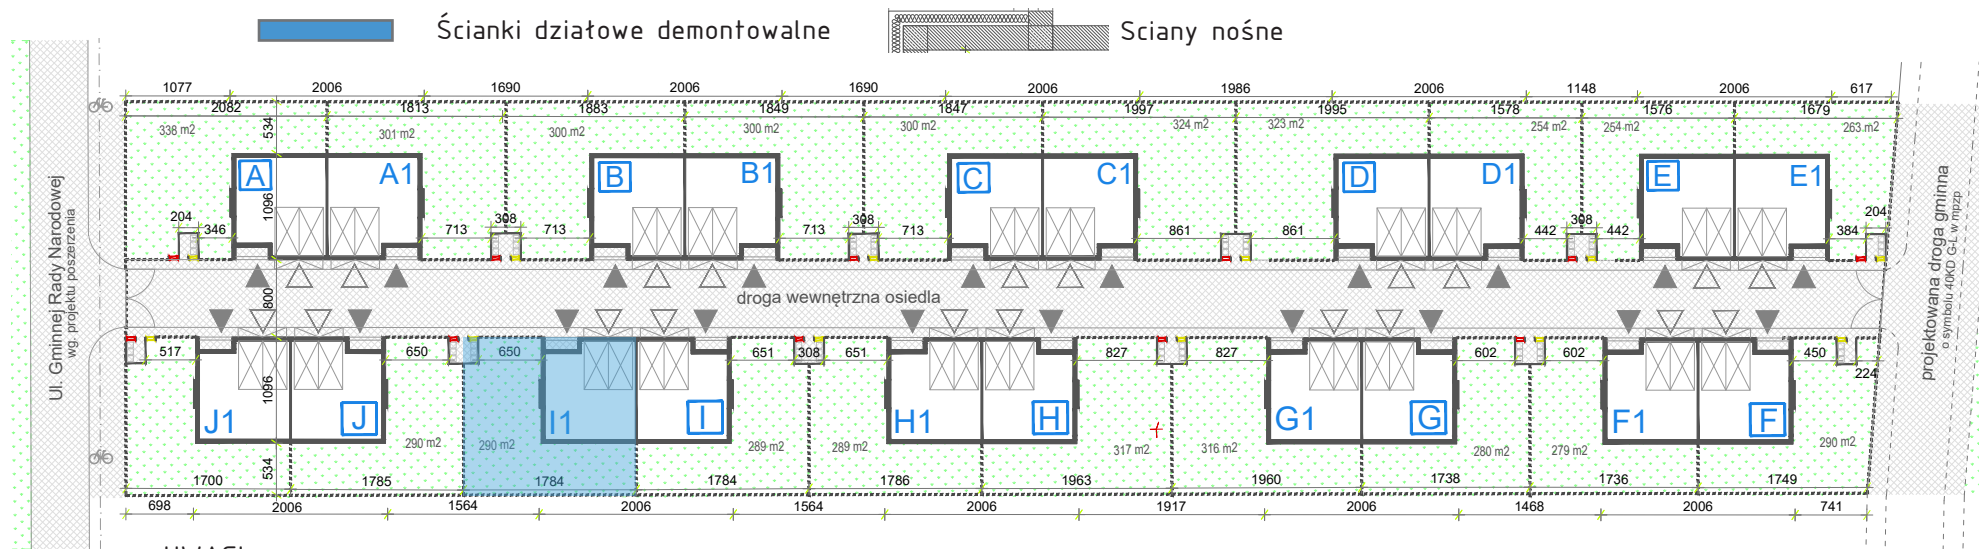 Ścianki działowe demontowalne
Sciany nośne
1077 2006 1690 2006 1690 2006 1986 2006 1148 2006 617
2082 1813 1883 1849 1847 1997 1995 1578 1576 1679
534
338 m2 301 m2 300 m2 300 m2 300 m2 324 m2 323 m2 254 m2 254 m2 263 m2
A A1 B B1 C C1 D D1 E E1
1096
204 308 308 308 204
346 713 713 713 713 861 861 442 442 384
Ul. Gminnej Rady Narodowej
wg. projektu poszerzenia
800
droga wewnętrzna osiedla
projektowana droga gminna
o symbolu 40KD G-L w mpzp
517 650 650 651 308 651 827 827 602 602 450
224
1096
J1 J I1 I H1 H G1 G F1 F
290 m2 290 m2 289 m2 289 m2 317 m2 316 m2 280 m2 279 m2 290 m2
534
1700 1785 1784 1784 1786 1963 1960 1738 1736 1749
698 2006 1564 2006 1564 2006 1917 2006 1468 2006 741